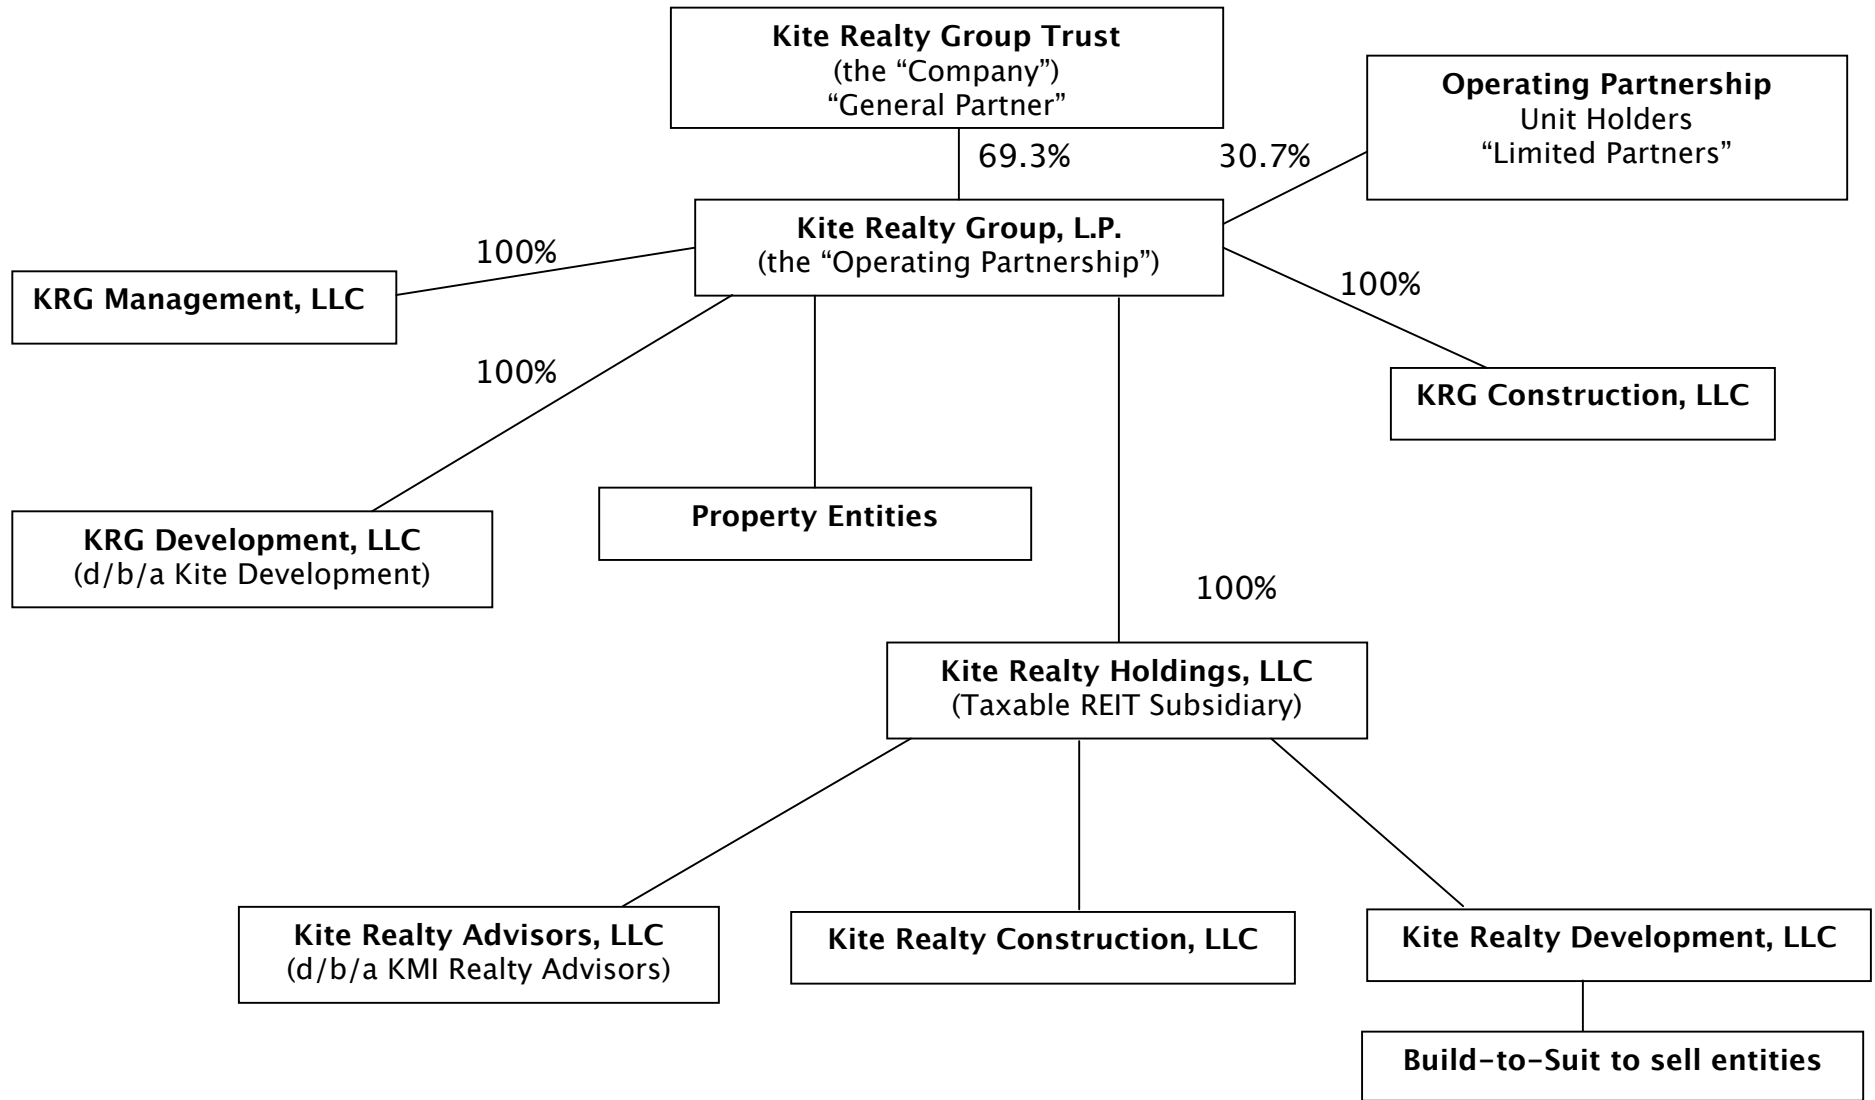 Kite Realty Group Trust
(the “Company”)
“General Partner”
Operating Partnership
Unit Holders
“Limited Partners”
69.3%
30.7%
Kite Realty Group, L.P.
(the “Operating Partnership”)
100%
KRG Management, LLC
100%
KRG Construction, LLC
100%
KRG Development, LLC
(d/b/a Kite Development)
Property Entities
100%
Kite Realty Holdings, LLC
(Taxable REIT Subsidiary)
Kite Realty Advisors, LLC
(d/b/a KMI Realty Advisors)
Kite Realty Construction, LLC
Kite Realty Development, LLC
Build-to-Suit to sell entities